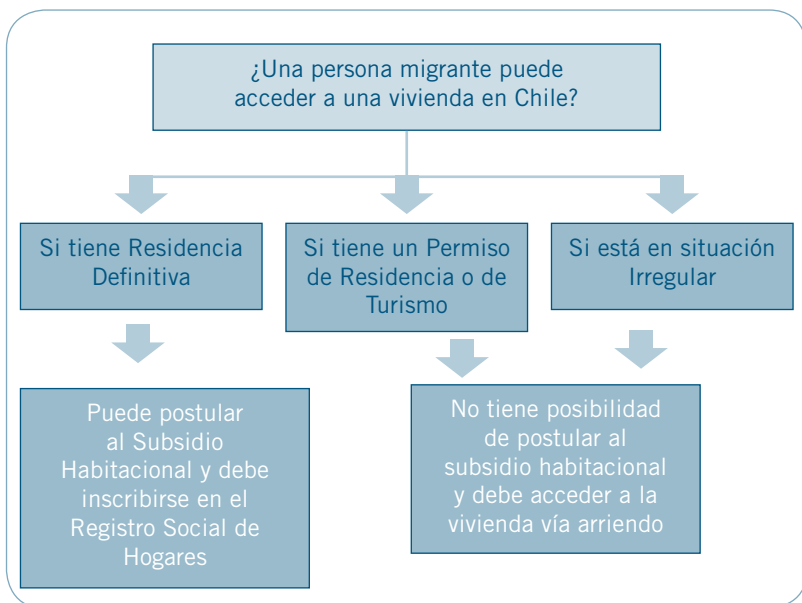 ¿Una persona migrante puede
acceder a una vivienda en Chile?
Si tiene Residencia
Definitiva
Si tiene un Permiso
de Residencia o de
Turismo
Si está en situación
Irregular
Puede postular
al Subsidio
Habitacional y debe
inscribirse en el
Registro Social de
Hogares
No tiene posibilidad
de postular al
subsidio habitacional
y debe acceder a la
vivienda vía arriendo